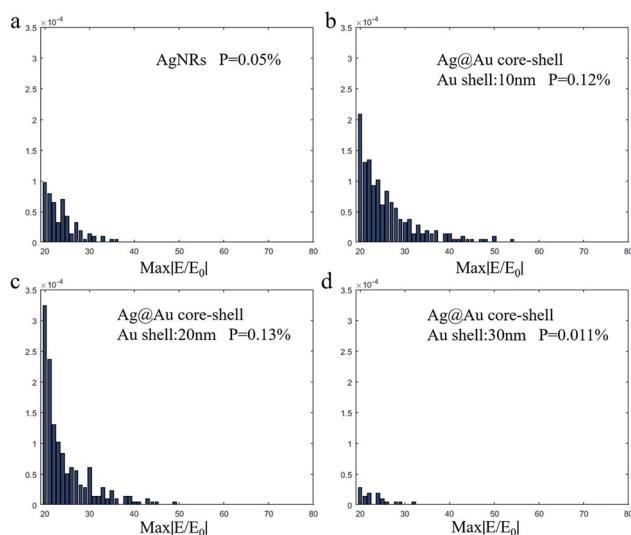 a
×10⁻⁴
3.5
3
2.5
2
1.5
1
0.5
0
AgNRs P=0.05%
20 30 40 50 60 70 80
Max|E/E₀|
b
×10⁻⁴
3.5
3
2.5
2
1.5
1
0.5
0
Ag@Au core-shell
Au shell:10nm P=0.12%
20 30 40 50 60 70 80
Max|E/E₀|
c
×10⁻⁴
3.5
3
2.5
2
1.5
1
0.5
0
Ag@Au core-shell
Au shell:20nm P=0.13%
20 30 40 50 60 70 80
Max|E/E₀|
d
×10⁻⁴
3.5
3
2.5
2
1.5
1
0.5
0
Ag@Au core-shell
Au shell:30nm P=0.011%
20 30 40 50 60 70 80
Max|E/E₀|